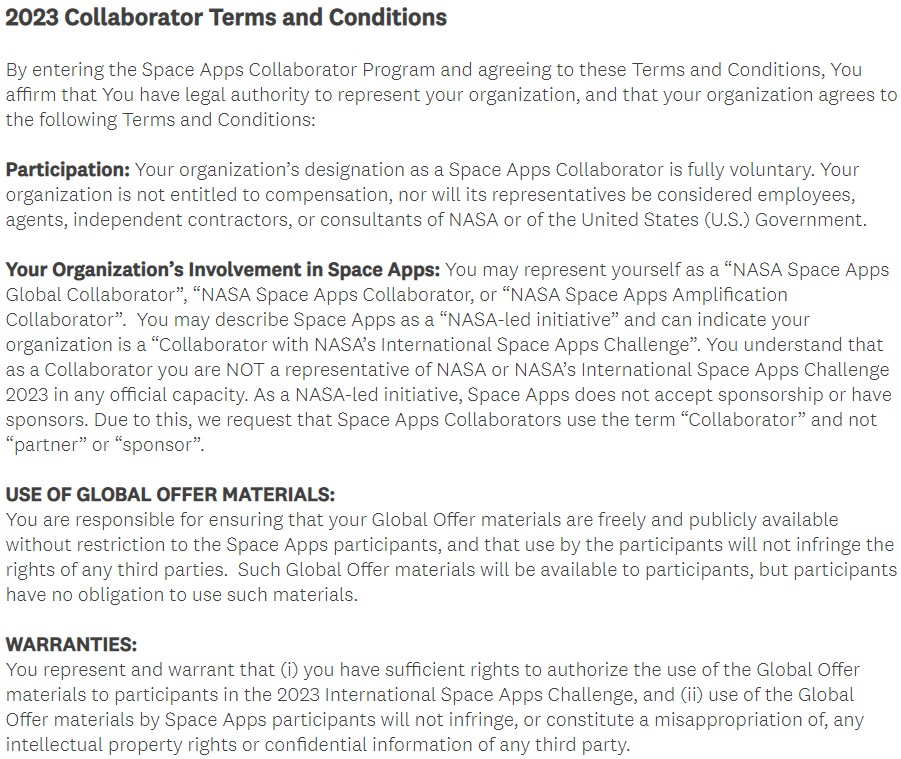 2023 Collaborator Terms and Conditions
By entering the Space Apps Collaborator Program and agreeing to these Terms and Conditions, You
affirm that You have legal authority to represent your organization, and that your organization agrees to
the following Terms and Conditions:
Participation: Your organization’s designation as a Space Apps Collaborator is fully voluntary. Your
organization is not entitled to compensation, nor will its representatives be considered employees,
agents, independent contractors, or consultants of NASA or of the United States (U.S.) Government.
Your Organization’s Involvement in Space Apps: You may represent yourself as a “NASA Space Apps
Global Collaborator”, “NASA Space Apps Collaborator, or “NASA Space Apps Amplification
Collaborator”.  You may describe Space Apps as a “NASA-led initiative” and can indicate your
organization is a “Collaborator with NASA’s International Space Apps Challenge”. You understand that
as a Collaborator you are NOT a representative of NASA or NASA’s International Space Apps Challenge
2023 in any official capacity. As a NASA-led initiative, Space Apps does not accept sponsorship or have
sponsors. Due to this, we request that Space Apps Collaborators use the term “Collaborator” and not
“partner” or “sponsor”.
USE OF GLOBAL OFFER MATERIALS:
You are responsible for ensuring that your Global Offer materials are freely and publicly available
without restriction to the Space Apps participants, and that use by the participants will not infringe the
rights of any third parties.  Such Global Offer materials will be available to participants, but participants
have no obligation to use such materials.
WARRANTIES:
You represent and warrant that (i) you have sufficient rights to authorize the use of the Global Offer
materials to participants in the 2023 International Space Apps Challenge, and (ii) use of the Global
Offer materials by Space Apps participants will not infringe, or constitute a misappropriation of, any
intellectual property rights or confidential information of any third party.